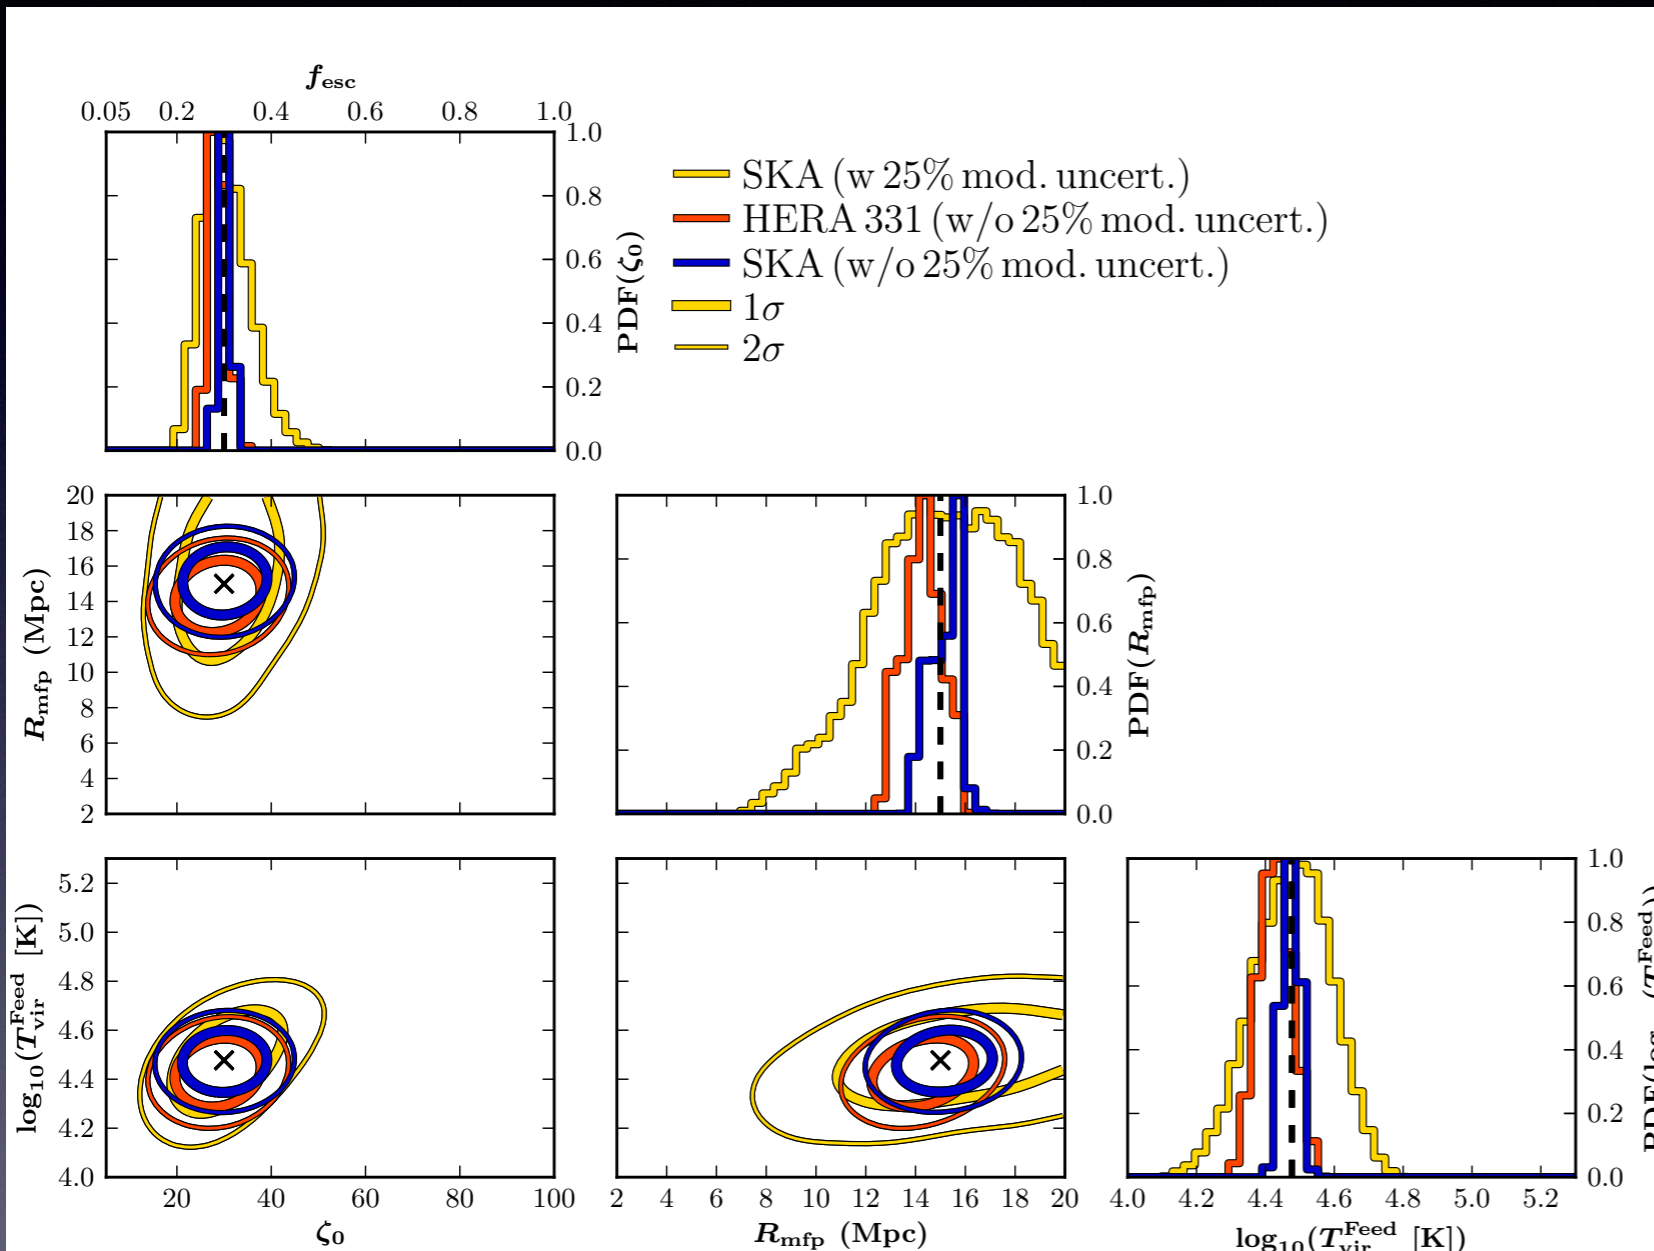 f_esc
0.05 0.2 0.4 0.6 0.8 1.0
1.0
0.8
0.6
0.4
0.2
0.0
PDF(ζ₀)
SKA (w 25% mod. uncert.)
HERA 331 (w/o 25% mod. uncert.)
SKA (w/o 25% mod. uncert.)
1σ
2σ
20
18
16
14
12
10
8
6
4
2
R_mfp (Mpc)
1.0
0.8
0.6
0.4
0.2
0.0
PDF(R_mfp)
5.2
5.0
4.8
4.6
4.4
4.2
4.0
log₁₀(T_vir^Feed [K])
20 40 60 80 100
ζ₀
2 4 6 8 10 12 14 16 18 20
R_mfp (Mpc)
1.0
0.8
0.6
0.4
0.2
0.0
4.0 4.2 4.4 4.6 4.8 5.0 5.2
log₁₀(T_vir^Feed [K])